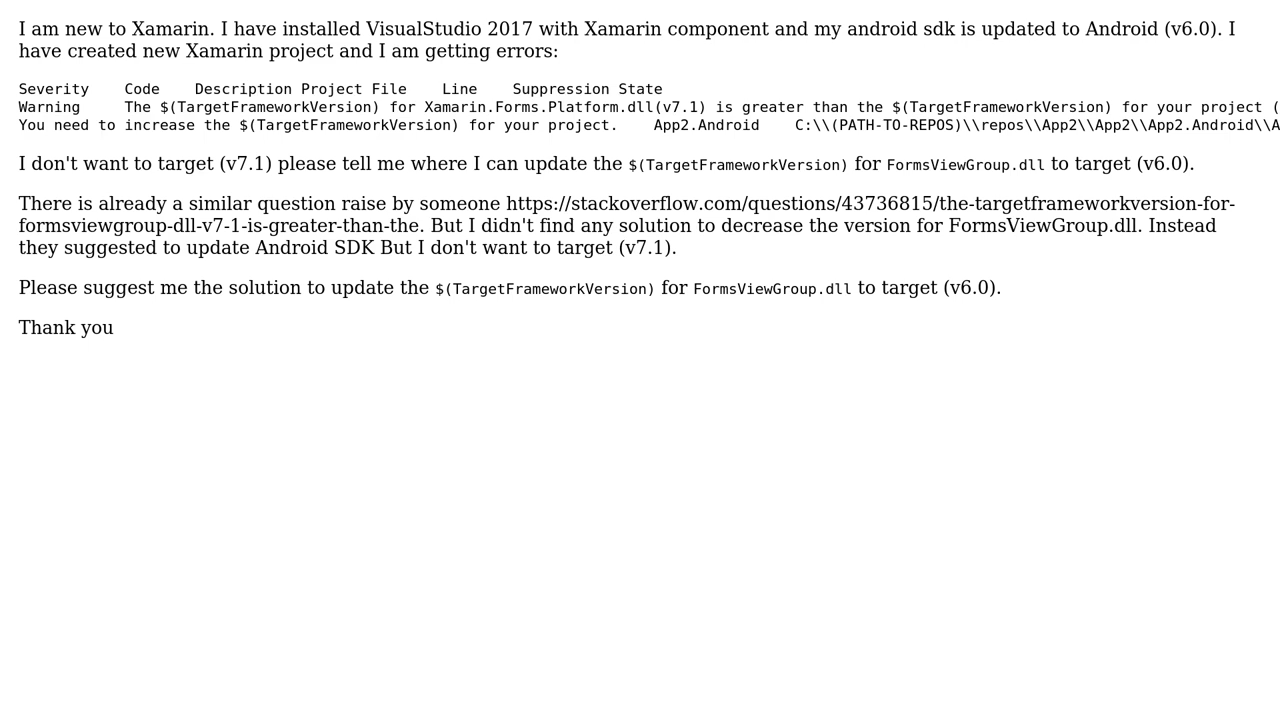 I am new to Xamarin. I have installed VisualStudio 2017 with Xamarin component and my android sdk is updated to Android (v6.0). I
have created new Xamarin project and I am getting errors:
Severity    Code    Description Project File    Line    Suppression State
Warning     The $(TargetFrameworkVersion) for Xamarin.Forms.Platform.dll(v7.1) is greater than the $(TargetFrameworkVersion) for your project (
You need to increase the $(TargetFrameworkVersion) for your project.    App2.Android    C:\\(PATH-TO-REPOS)\\repos\\App2\\App2\\App2.Android\\A
I don't want to target (v7.1) please tell me where I can update the $(TargetFrameworkVersion) for FormsViewGroup.dll to target (v6.0).
There is already a similar question raise by someone https://stackoverflow.com/questions/43736815/the-targetframeworkversion-for-
formsviewgroup-dll-v7-1-is-greater-than-the. But I didn't find any solution to decrease the version for FormsViewGroup.dll. Instead
they suggested to update Android SDK But I don't want to target (v7.1).
Please suggest me the solution to update the $(TargetFrameworkVersion) for FormsViewGroup.dll to target (v6.0).
Thank you